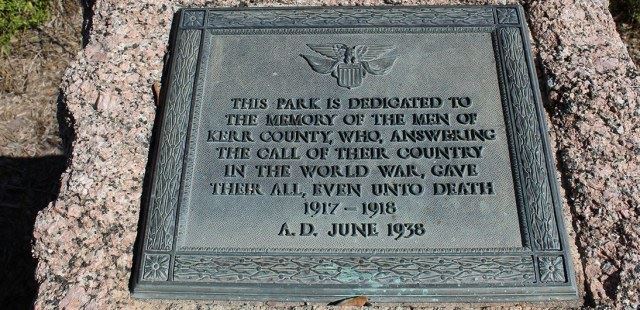 THIS PARK IS DEDICATED TO
THE MEMORY OF THE MEN OF
KERR COUNTY, WHO, ANSWERING
THE CALL OF THEIR COUNTRY
IN THE WORLD WAR, GAVE
THEIR ALL, EVEN UNTO DEATH
1917 – 1918
A.D. JUNE 1938